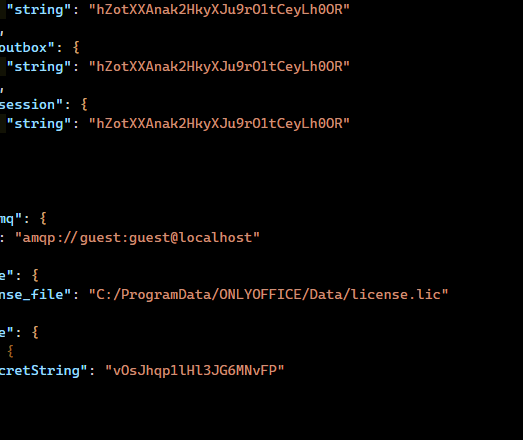 "string": "hZotXXAnak2HkyXJu9rO1tCeyLh0OR"
,
outbox": {
"string": "hZotXXAnak2HkyXJu9rO1tCeyLh0OR"
,
session": {
"string": "hZotXXAnak2HkyXJu9rO1tCeyLh0OR"
mq": {
: "amqp://guest:guest@localhost"
e": {
nse_file": "C:/ProgramData/ONLYOFFICE/Data/license.lic"
e": {
{
cretString": "vOsJhqp1lHl3JG6MNvFP"